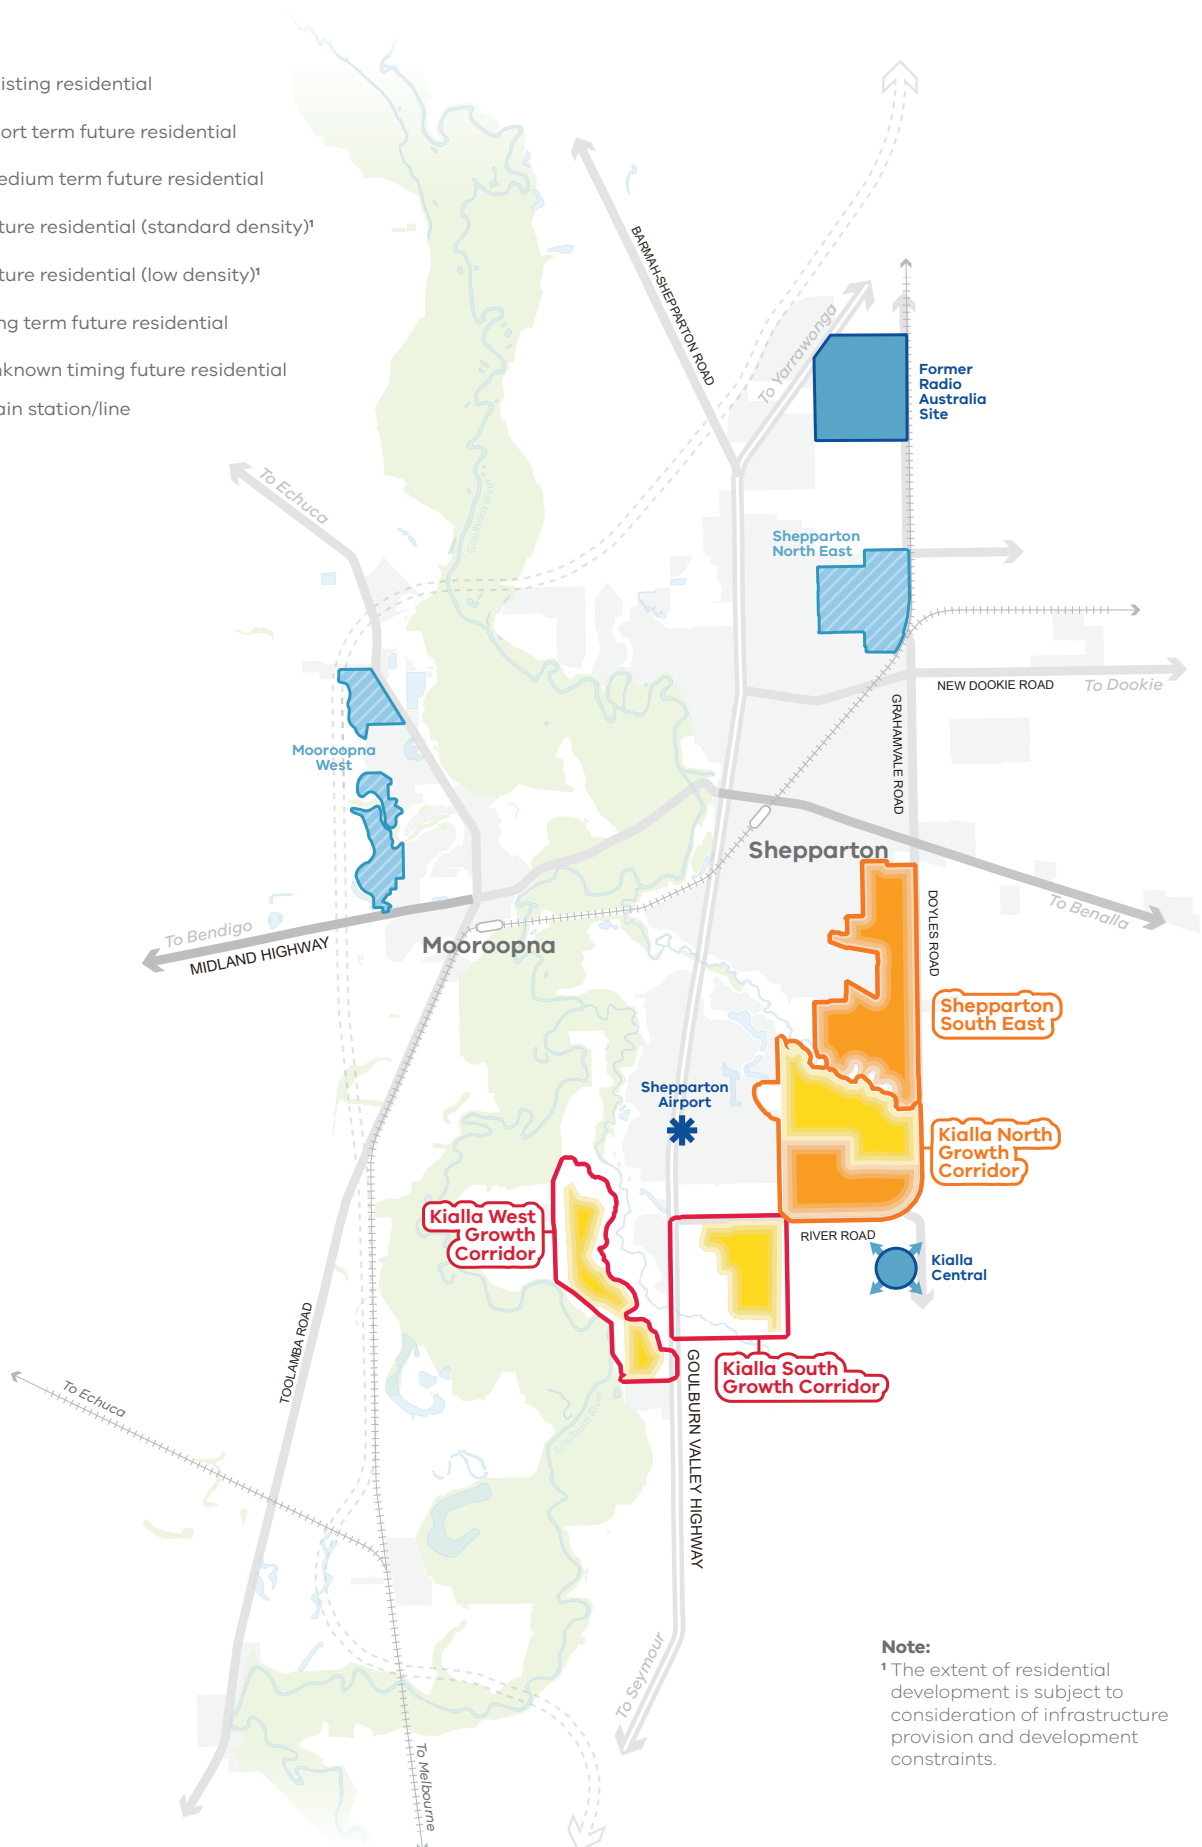 isting residential
ort term future residential
edium term future residential
ture residential (standard density)¹
ture residential (low density)¹
ng term future residential
known timing future residential
ain station/line
BARMAH-SHEPPARTON ROAD
To Yarrawonga
Former
Radio
Australia
Site
To Echuca
Goulburn River
Shepparton
North East
NEW DOOKIE ROAD
To Dookie
GRAHAMVALE ROAD
Mooroopna
West
Shepparton
To Benalla
DOYLES ROAD
To Bendigo
MIDLAND HIGHWAY
Mooroopna
Shepparton
South East
Shepparton
Airport
Kialla North
Growth
Corridor
Kialla West
Growth
Corridor
RIVER ROAD
Kialla
Central
TOOLAMBA ROAD
Kialla South
Growth Corridor
To Echuca
Goulburn River
GOULBURN VALLEY HIGHWAY
To Seymour
To Melbourne
Note:
¹ The extent of residential
development is subject to
consideration of infrastructure
provision and development
constraints.